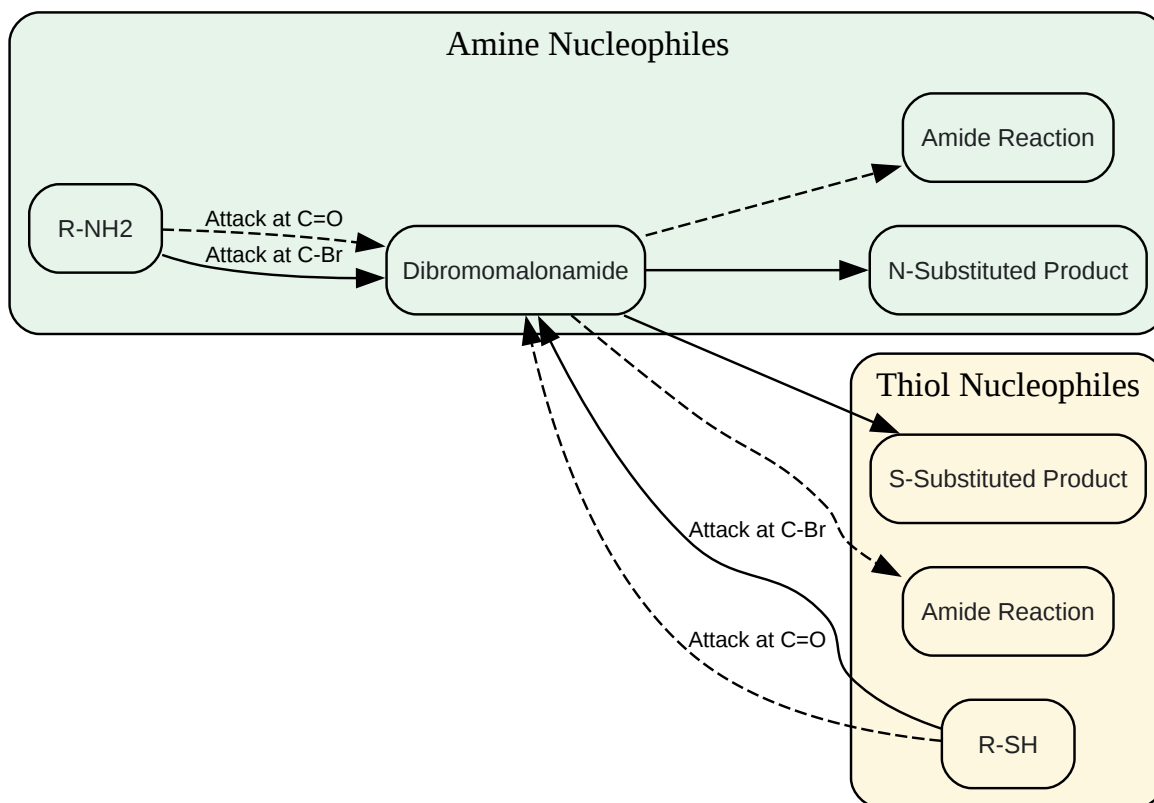 Amine Nucleophiles
Amide Reaction
R-NH2
Attack at C=O
Attack at C-Br
Dibromomalonamide
N-Substituted Product
Thiol Nucleophiles
S-Substituted Product
Attack at C-Br
Amide Reaction
Attack at C=O
R-SH